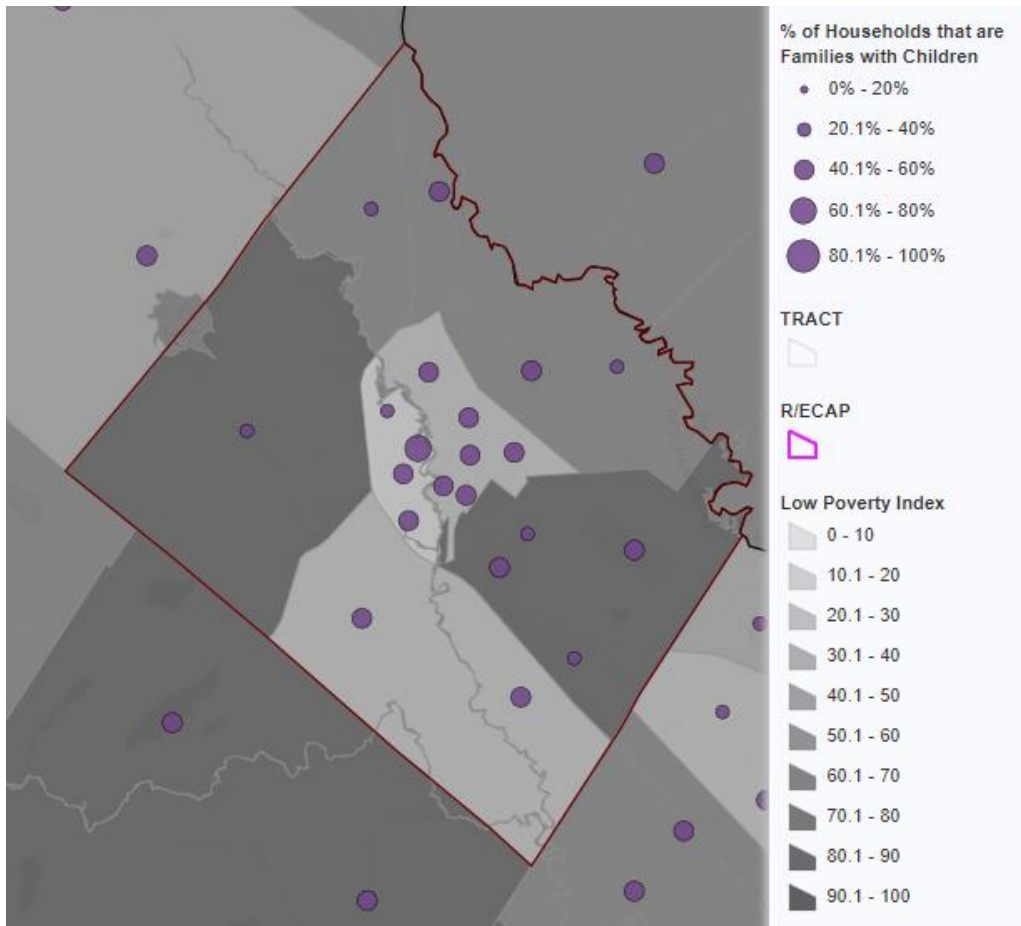 % of Households that are
Families with Children
0% - 20%
20.1% - 40%
40.1% - 60%
60.1% - 80%
80.1% - 100%
TRACT
R/ECAP
Low Poverty Index
0 - 10
10.1 - 20
20.1 - 30
30.1 - 40
40.1 - 50
50.1 - 60
60.1 - 70
70.1 - 80
80.1 - 90
90.1 - 100